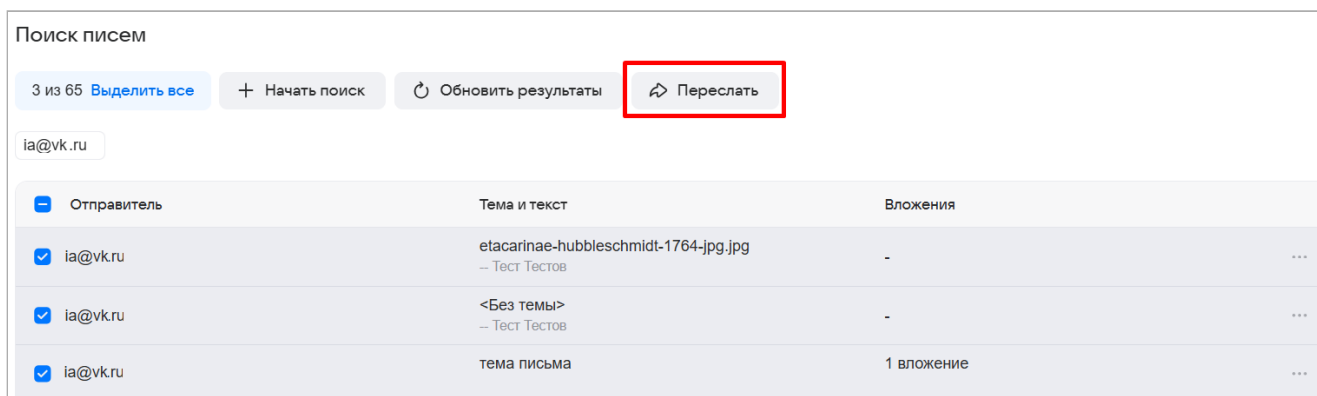 Поиск писем
3 из 65 Выделить все + Начать поиск Обновить результаты Переслать
ia@vk.ru
Отправитель Тема и текст Вложения
ia@vk.ru etacarinae-hubbleschmidt-1764-jpg.jpg -
-- Тест Тестов
ia@vk.ru <Без темы> -
-- Тест Тестов
ia@vk.ru тема письма 1 вложение